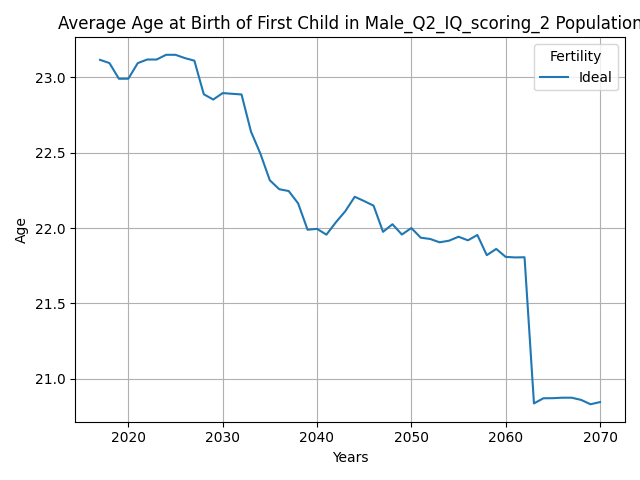 Average Age at Birth of First Child in Male_Q2_IQ_scoring_2 Population
Fertility
Ideal
23.0
22.5
22.0
21.5
21.0
Age
2020 2030 2040 2050 2060 2070
Years